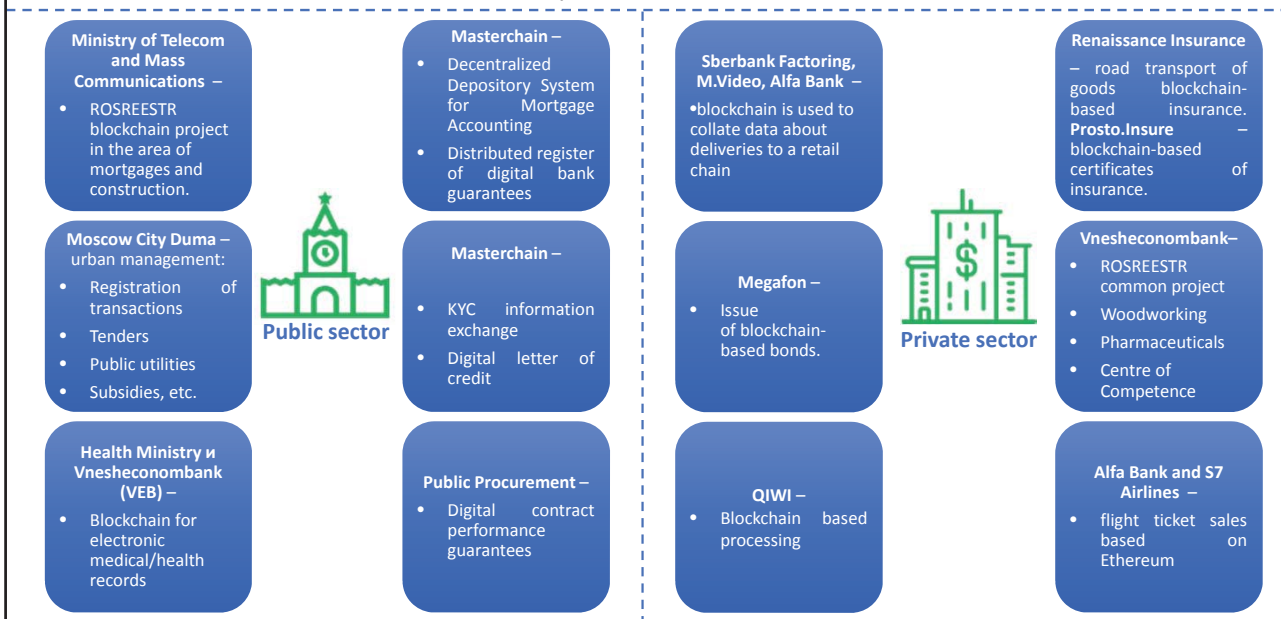 Ministry of Telecom
and Mass
Communications –
• ROSREESTR
blockchain project
in the area of
mortgages and
construction.
Moscow City Duma –
urban management:
• Registration of
transactions
• Tenders
• Public utilities
• Subsidies, etc.
Health Ministry и
Vnesheconombank
(VEB) –
• Blockchain for
electronic
medical/health
records
Public sector
Masterchain –
• Decentralized
Depository System
for Mortgage
Accounting
• Distributed register
of digital bank
guarantees
Masterchain –
• KYC information
exchange
• Digital letter of
credit
Public Procurement –
• Digital contract
performance
guarantees
Sberbank Factoring,
M.Video, Alfa Bank –
•blockchain is used to
collate data about
deliveries to a retail
chain
Megafon –
• Issue
of blockchain-
based bonds.
QIWI –
• Blockchain based
processing
$
Private sector
Renaissance Insurance
– road transport of
goods blockchain-
based insurance.
Prosto.Insure –
blockchain-based
certificates of
insurance.
Vnesheconombank–
• ROSREESTR
common project
• Woodworking
• Pharmaceuticals
• Centre of
Competence
Alfa Bank and S7
Airlines –
• flight ticket sales
based on
Ethereum